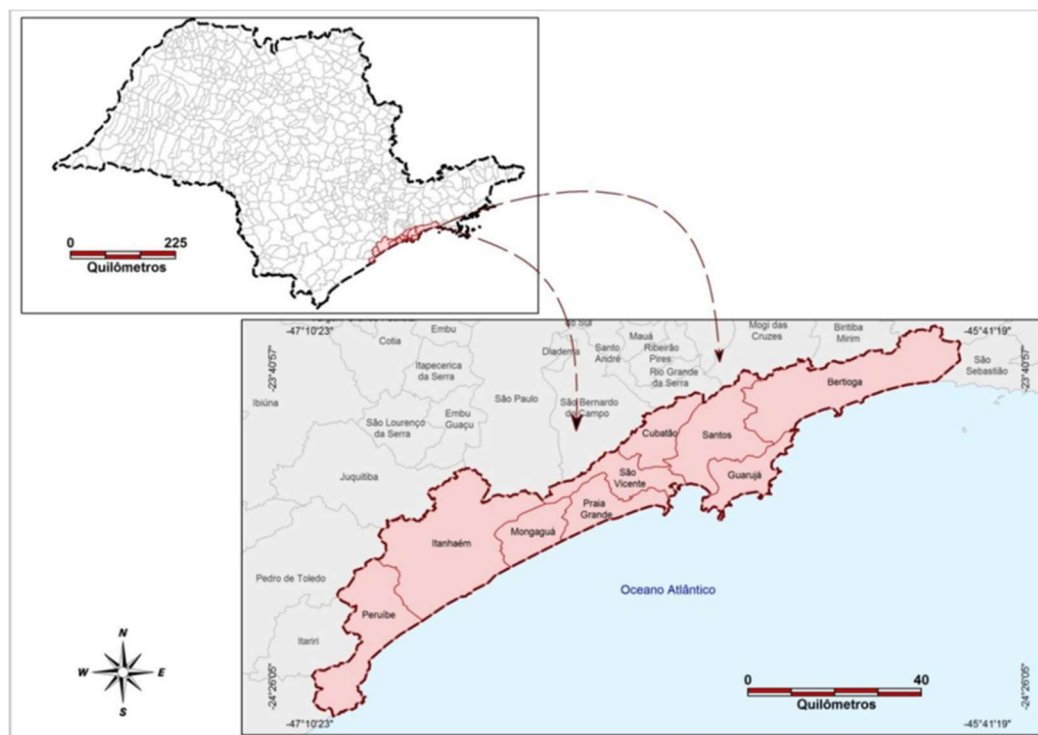 0 225
Quilômetros
-47°10'23" -45°41'19"
-23°40'57" -23°40'57"
do Sul
Embu
Cotia
Itapecerica
da Serra
Diadema
Santo
André
Mauá
Ribeirão
Pires
Rio Grande
da Serra
Mogi das
Cruzes
Biritiba
Mirim
São
Sebastião
Bertioga
Ibiúna
São Paulo
São Bernardo
do Campo
São Lourenço
da Serra
Embu
Guaçu
Cubatão
Santos
Juquitiba
São
Vicente
Guarujá
Praia
Grande
Mongaguá
Itanhaém
Pedro de Toledo
Oceano Atlântico
Peruíbe
Itariri
N
W E
S
0 40
Quilômetros
-24°26'05" -24°26'05"
-47°10'23" -45°41'19"